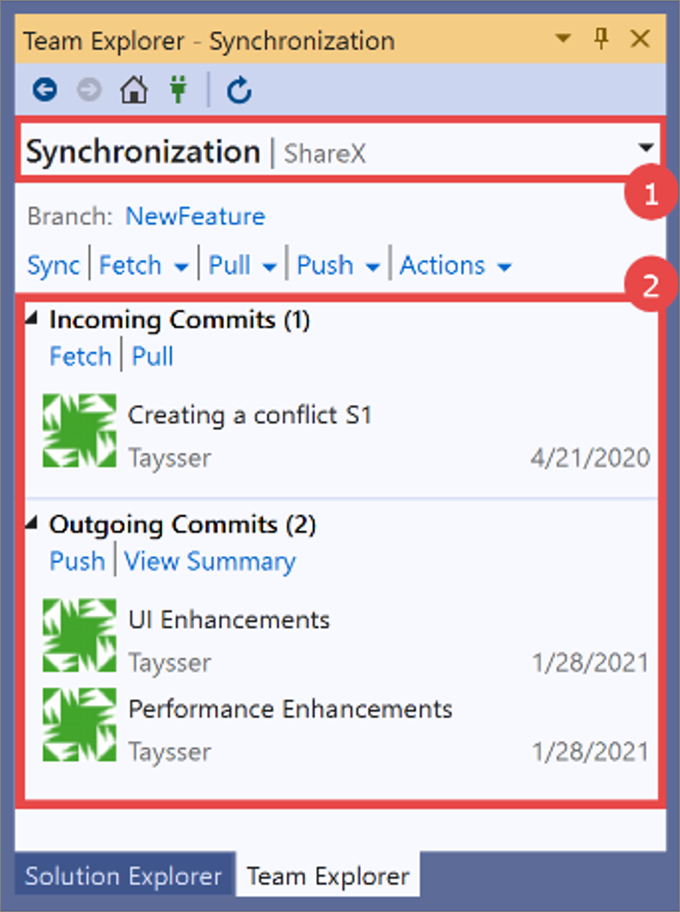 Team Explorer - Synchronization
Synchronization | ShareX
1
Branch: NewFeature
Sync | Fetch | Pull | Push | Actions
2
Incoming Commits (1)
Fetch | Pull
Creating a conflict S1
Taysser 4/21/2020
Outgoing Commits (2)
Push | View Summary
UI Enhancements
Taysser 1/28/2021
Performance Enhancements
Taysser 1/28/2021
Solution Explorer Team Explorer